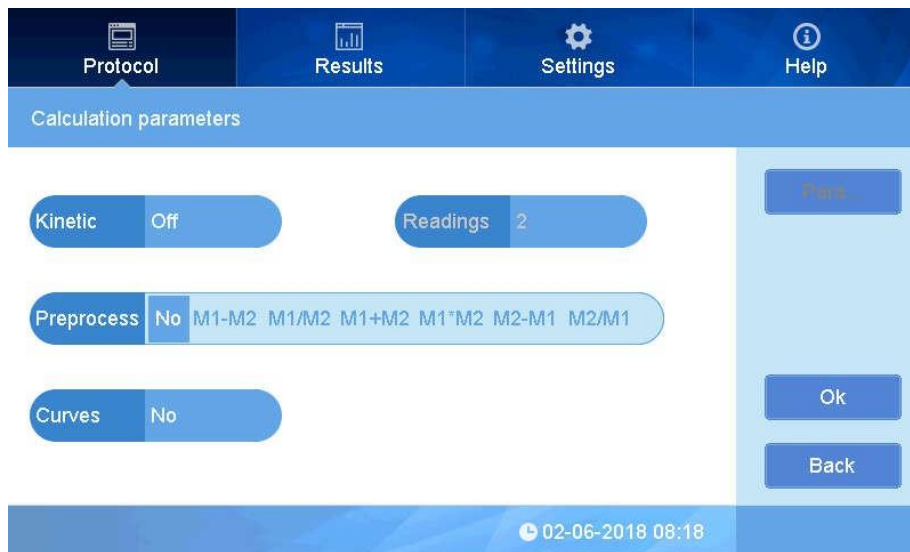 Protocol Results Settings Help
Calculation parameters
Para...
Kinetic Off Readings 2
Preprocess No M1-M2 M1/M2 M1+M2 M1*M2 M2-M1 M2/M1
Curves No
Ok
Back
02-06-2018 08:18